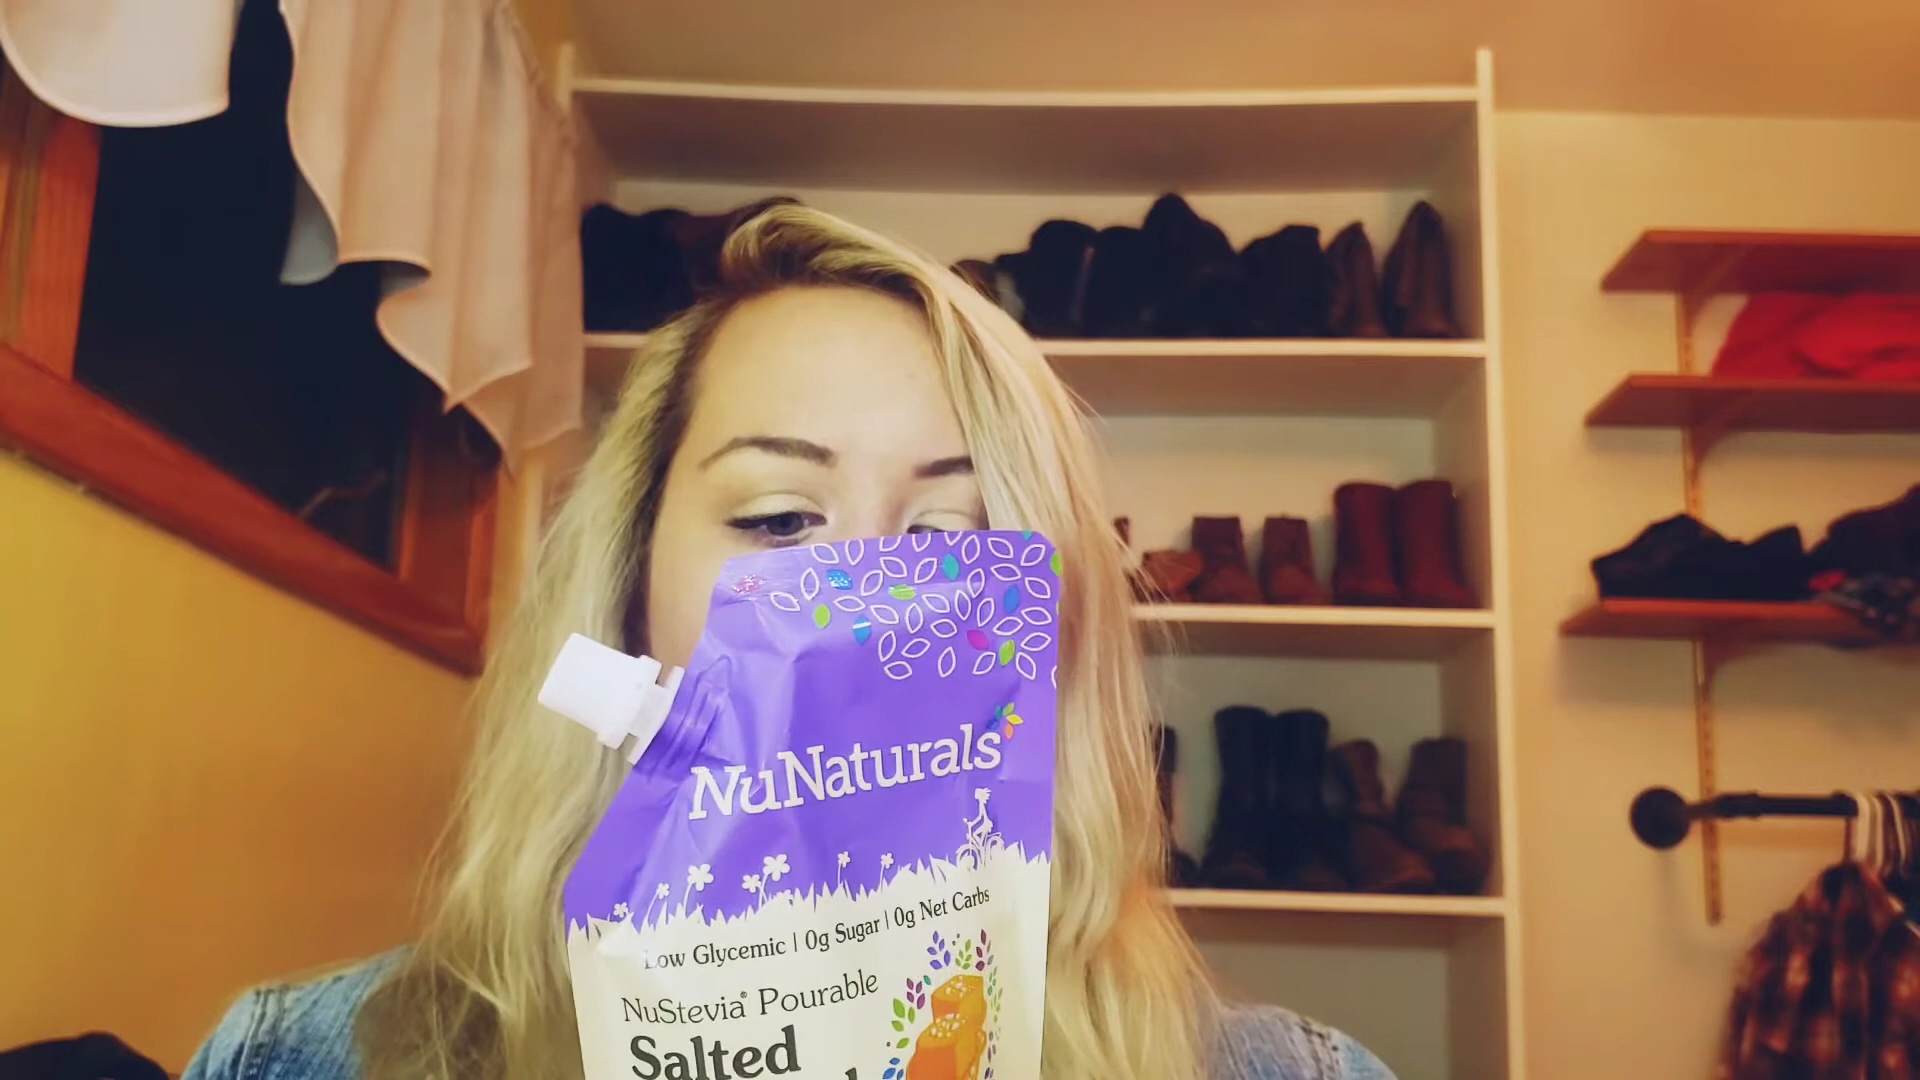 NuNaturals
Low Glycemic | 0g Sugar | 0g Net Carbs
NuStevia® Pourable
Salted